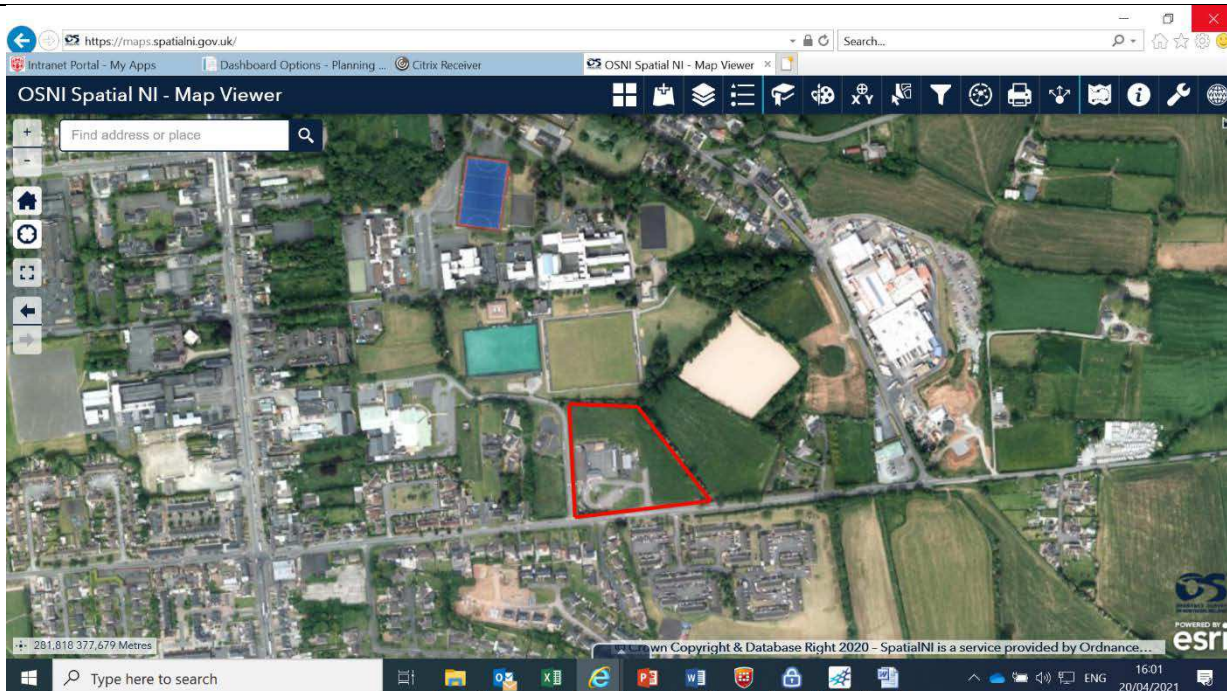 https://maps.spatialni.gov.uk/
Search...
Intranet Portal - My Apps
Dashboard Options - Planning ...
Citrix Receiver
OSNI Spatial NI - Map Viewer
OSNI Spatial NI - Map Viewer
X Y
+
Find address or place
-
281,818 377,679 Metres
Crown Copyright & Database Right 2020 - SpatialNI is a service provided by Ordnance...
POWERED BY
esri
Type here to search
ENG
16:01
20/04/2021